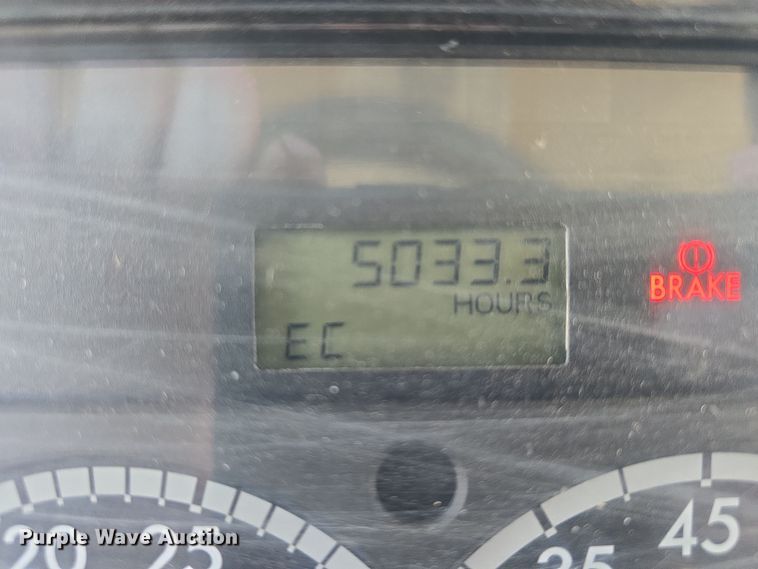 5033.3
HOURS
BRAKE
EC
20 25
35 45
Purple Wave Auction